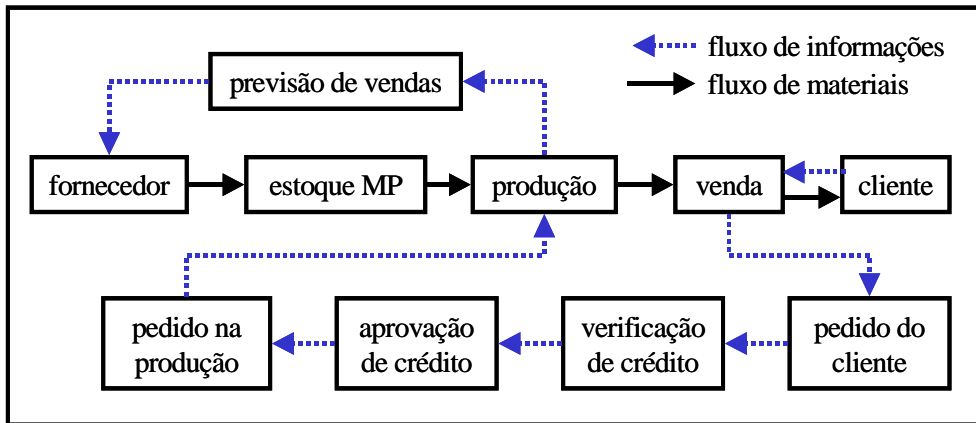 fluxo de informações
previsão de vendas
fluxo de materiais
fornecedor
estoque MP
produção
venda
cliente
pedido na
produção
aprovação
de crédito
verificação
de crédito
pedido do
cliente